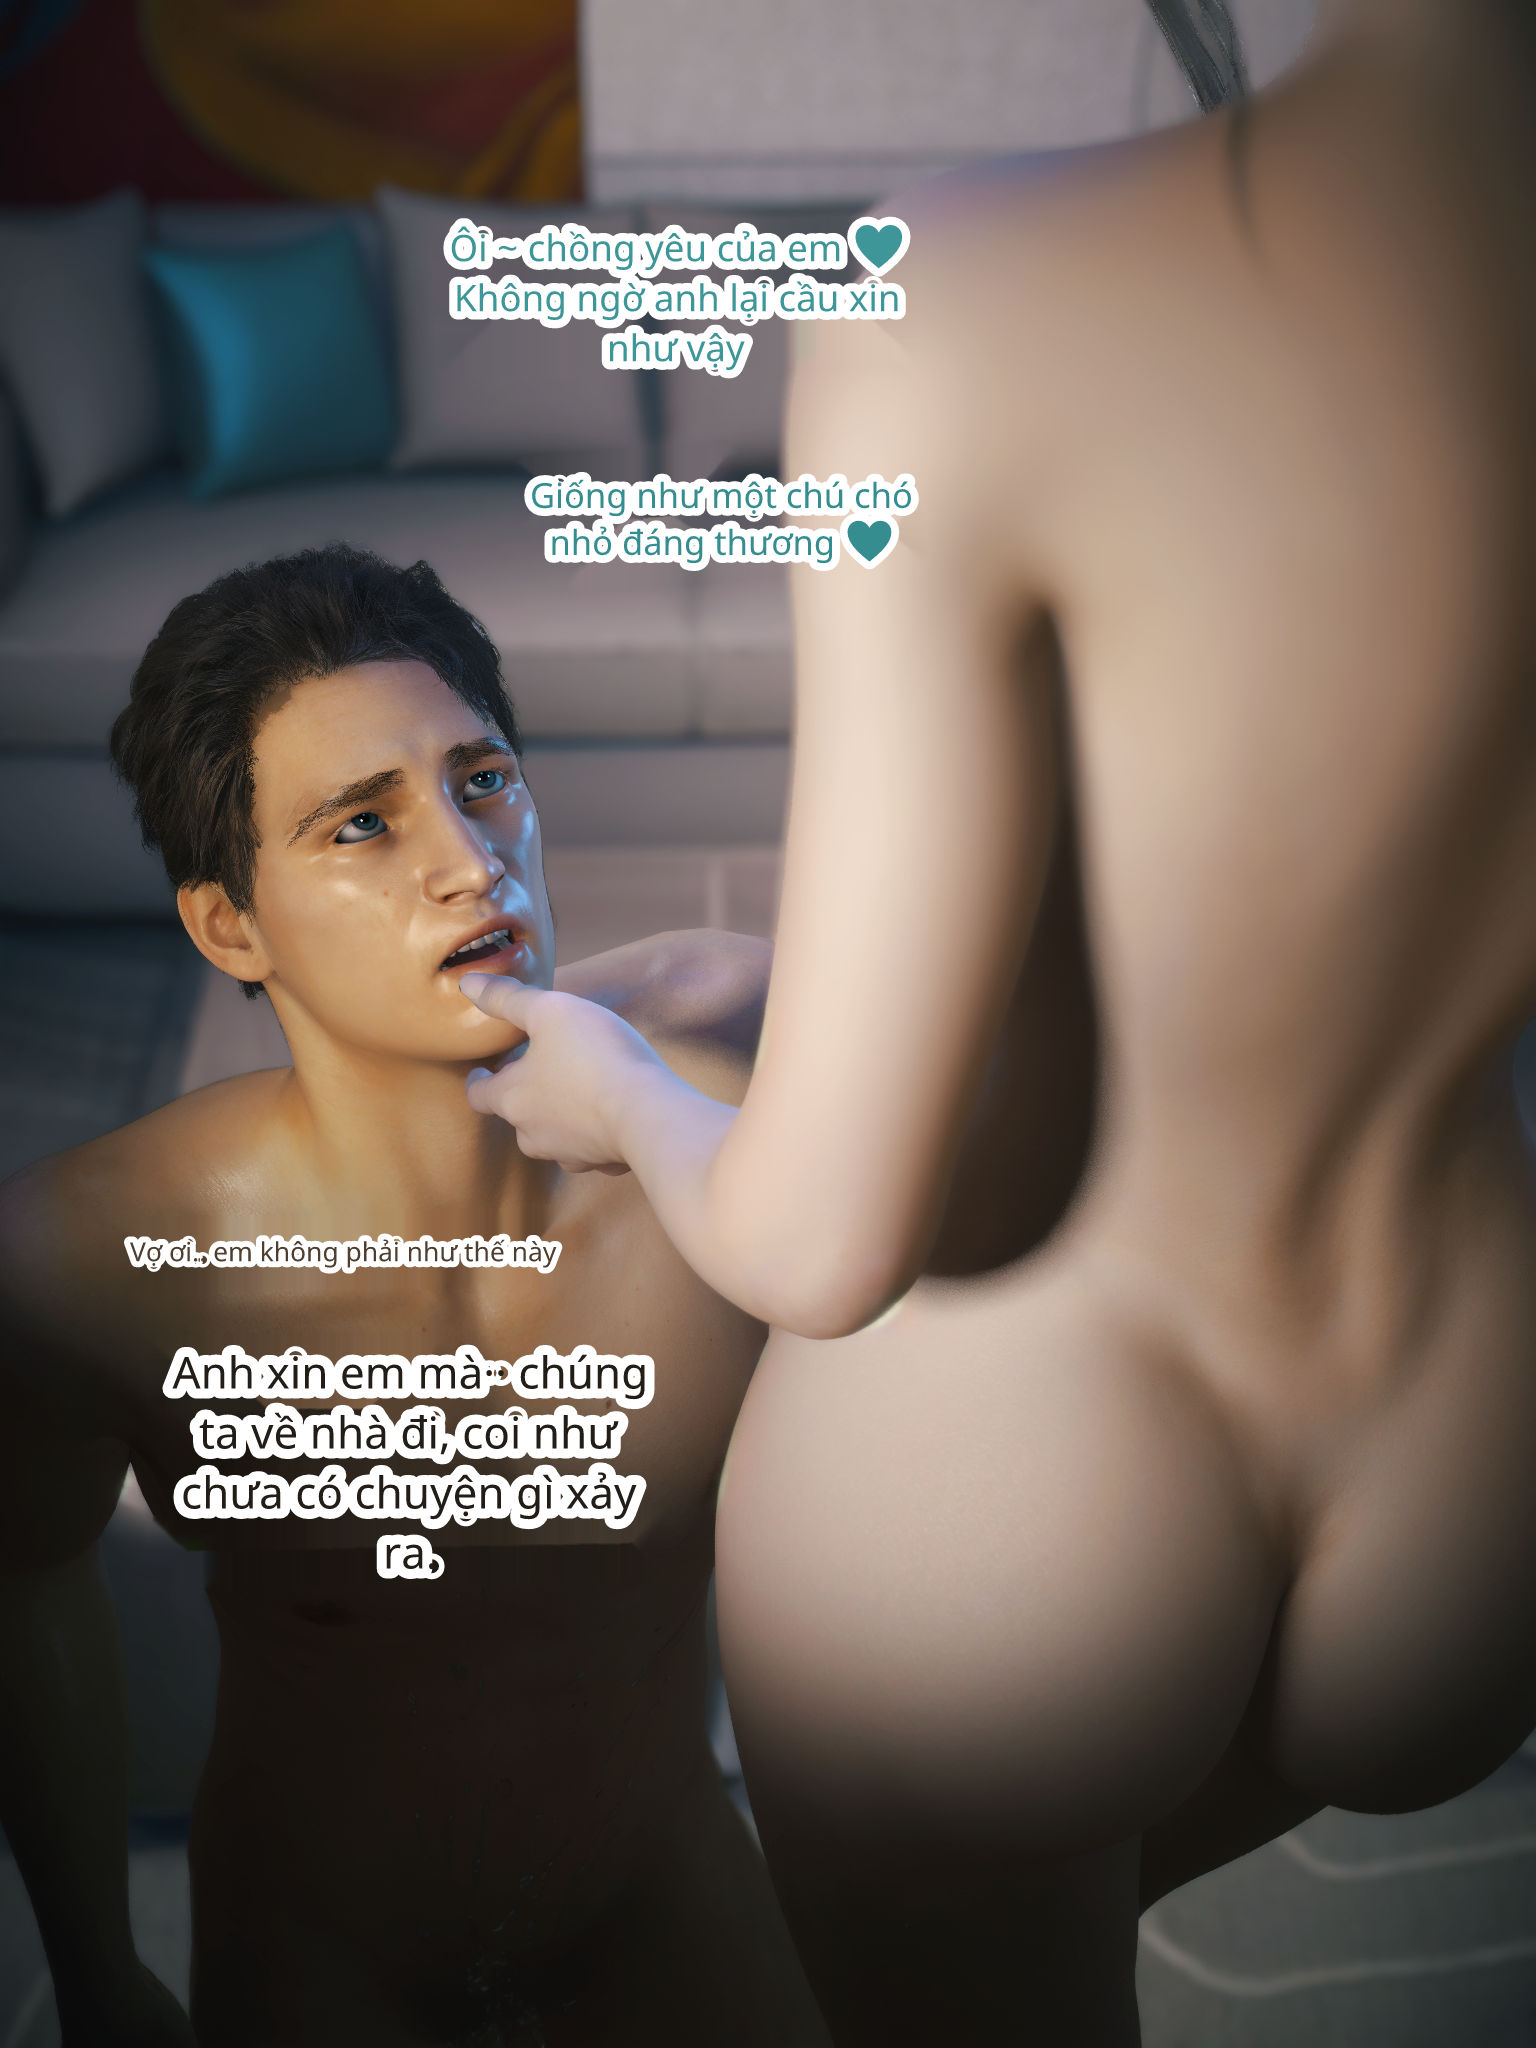 Ôi ~ chồng yêu của em ♥
Không ngờ anh lại cầu xin
như vậy
Giống như một chú chó
nhỏ đáng thương ♥
Vợ ơi.. em không phải như thế này
Anh xin em mà.. chúng
ta về nhà đi, coi như
chưa có chuyện gì xảy
ra,